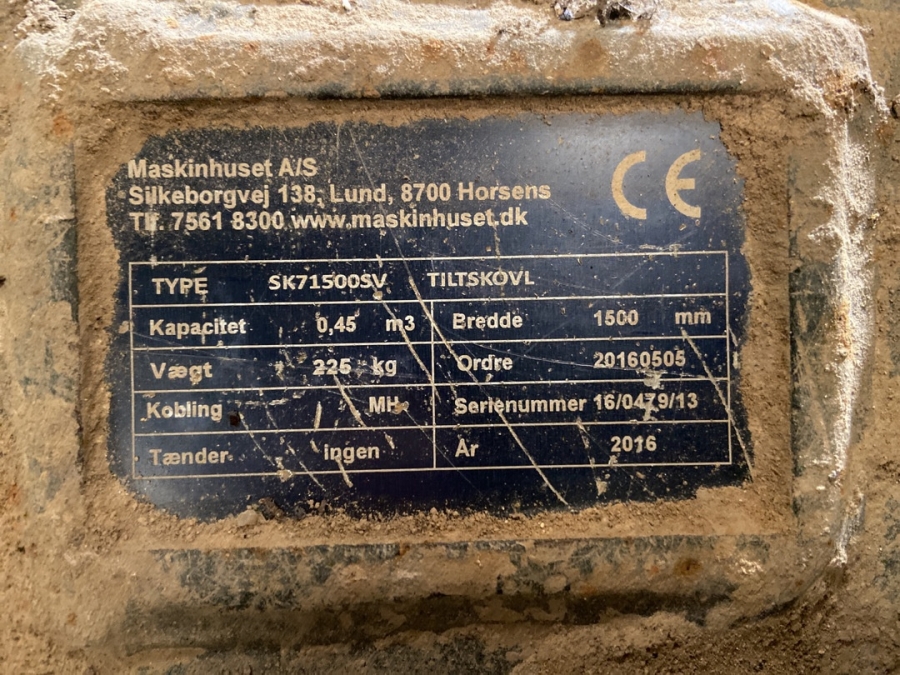 Maskinhuset A/S
Silkeborgvej 138, Lund, 8700 Horsens
Tlf. 7561 8300 www.maskinhuset.dk
CE
TYPE SK71500SV TILTSKOVL
Kapacitet 0,45 m3 Bredde 1500 mm
Vægt 225 kg Ordre 20160505
Kobling MH Serienummer 16/0479/13
Tænder ingen År 2016